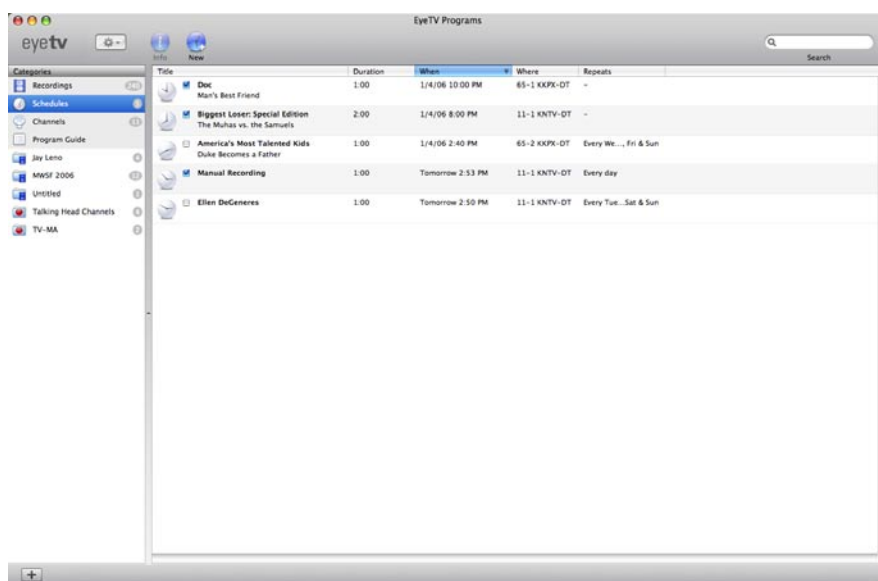 EyeTV Programs
eyetv
Info
New
Search
Categories
Title Duration When Where Repeats
Recordings
Schedules
Channels
Program Guide
Jay Leno
MWSF 2006
Untitled
Talking Head Channels
TV-MA
Doc 1:00 1/4/06 10:00 PM 65-1 KKPX-DT -
Man's Best Friend
Biggest Loser: Special Edition 2:00 1/4/06 8:00 PM 11-1 KNTV-DT -
The Muhas vs. the Samuels
America's Most Talented Kids 1:00 1/4/06 2:40 PM 65-2 KKPX-DT Every We..., Fri & Sun
Duke Becomes a Father
Manual Recording 1:00 Tomorrow 2:53 PM 11-1 KNTV-DT Every day
Ellen DeGeneres 1:00 Tomorrow 2:50 PM 11-1 KNTV-DT Every Tue...Sat & Sun